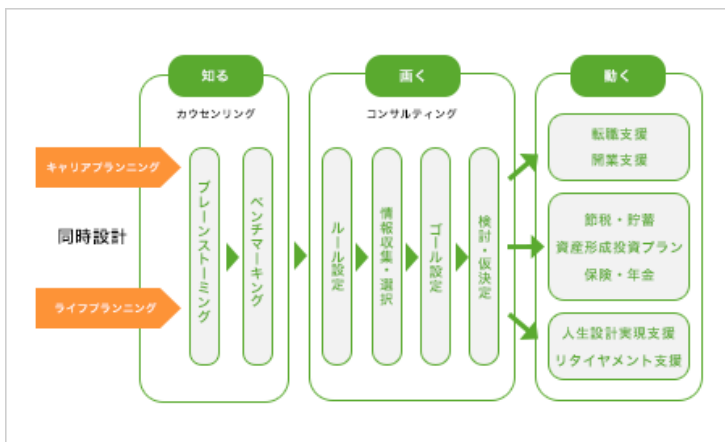 知る
画く
動く
カウセンリング
コンサルティング
キャリアプランニング
同時設計
ライフプランニング
ブレーンストーミング
ベンチマーキング
ルール設定
情報収集・選択
ゴール設定
検討・仮決定
転職支援
開業支援
節税・貯蓄
資産形成投資プラン
保険・年金
人生設計実現支援
リタイヤメント支援